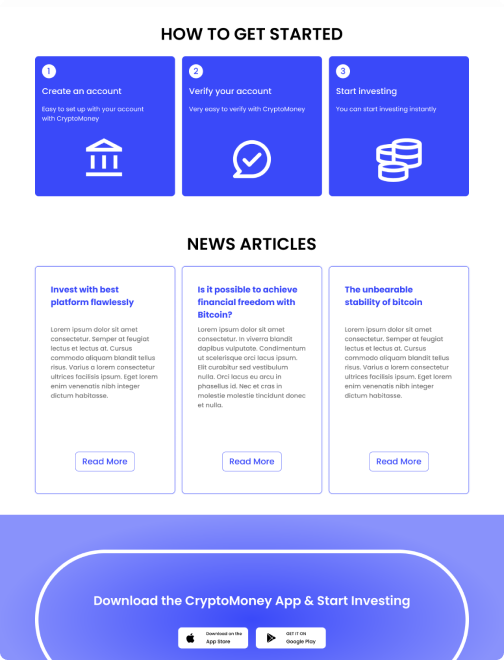 HOW TO GET STARTED
1
Create an account
Easy to set up with your account
with CryptoMoney
2
Verify your account
Very easy to verify with CryptoMoney
3
Start investing
You can start investing instantly
NEWS ARTICLES
Invest with best
platform flawlessly
Lorem ipsum dolor sit amet
consectetur. Semper at feugiat
lectus et lectus at. Cursus
commodo aliquam blandit tellus
risus. Varius a lorem consectetur
ultrices facilisis ipsum. Eget lorem
enim venenatis nibh integer
dictum habitasse.
Read More
Is it possible to achieve
financial freedom with
Bitcoin?
Lorem ipsum dolor sit amet
consectetur. In viverra blandit
dapibus vulputate. Condimentum
ut scelerisque orci lacus ipsum.
Elit curabitur sed vestibulum
nulla. Orci lacus eu arcu in
phasellus id. Nec et cras in
molestie molestie tincidunt donec
et nulla.
Read More
The unbearable
stability of bitcoin
Lorem ipsum dolor sit amet
consectetur. Semper at feugiat
lectus et lectus at. Cursus
commodo aliquam blandit tellus
risus. Varius a lorem consectetur
ultrices facilisis ipsum. Eget lorem
enim venenatis nibh integer
dictum habitasse.
Read More
Download the CryptoMoney App & Start Investing
Download on the
App Store
GET IT ON
Google Play